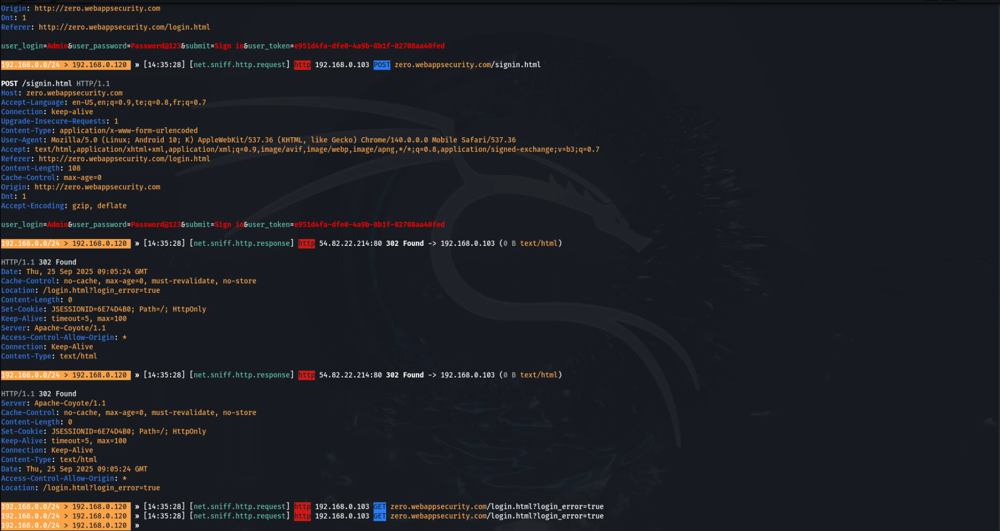 Origin: http://zero.webappsecurity.com
Dnt: 1
Referer: http://zero.webappsecurity.com/login.html
user_login=Admin&user_password=Password@123&submit=Sign in&user_token=e951d4fa-dfe0-4a9b-8b1f-02708aa40fed
192.168.0.0/24 > 192.168.0.120 » [14:35:28] [net.sniff.http.request] http 192.168.0.103 POST zero.webappsecurity.com/signin.html
POST /signin.html HTTP/1.1
Host: zero.webappsecurity.com
Accept-Language: en-US,en;q=0.9,te;q=0.8,fr;q=0.7
Connection: keep-alive
Upgrade-Insecure-Requests: 1
Content-Type: application/x-www-form-urlencoded
User-Agent: Mozilla/5.0 (Linux; Android 10; K) AppleWebKit/537.36 (KHTML, like Gecko) Chrome/140.0.0.0 Mobile Safari/537.36
Accept: text/html,application/xhtml+xml,application/xml;q=0.9,image/avif,image/webp,image/apng,*/*;q=0.8,application/signed-exchange;v=b3;q=0.7
Referer: http://zero.webappsecurity.com/login.html
Content-Length: 108
Cache-Control: max-age=0
Origin: http://zero.webappsecurity.com
Dnt: 1
Accept-Encoding: gzip, deflate
user_login=Admin&user_password=Password@123&submit=Sign in&user_token=e951d4fa-dfe0-4a9b-8b1f-02708aa40fed
192.168.0.0/24 > 192.168.0.120 » [14:35:28] [net.sniff.http.response] http 54.82.22.214:80 302 Found -> 192.168.0.103 (0 B text/html)
HTTP/1.1 302 Found
Date: Thu, 25 Sep 2025 09:05:24 GMT
Cache-Control: no-cache, max-age=0, must-revalidate, no-store
Location: /login.html?login_error=true
Content-Length: 0
Set-Cookie: JSESSIONID=6E74D4B0; Path=/; HttpOnly
Keep-Alive: timeout=5, max=100
Server: Apache-Coyote/1.1
Access-Control-Allow-Origin: *
Connection: Keep-Alive
Content-Type: text/html
192.168.0.0/24 > 192.168.0.120 » [14:35:28] [net.sniff.http.response] http 54.82.22.214:80 302 Found -> 192.168.0.103 (0 B text/html)
HTTP/1.1 302 Found
Server: Apache-Coyote/1.1
Cache-Control: no-cache, max-age=0, must-revalidate, no-store
Content-Length: 0
Set-Cookie: JSESSIONID=6E74D4B0; Path=/; HttpOnly
Keep-Alive: timeout=5, max=100
Connection: Keep-Alive
Content-Type: text/html
Date: Thu, 25 Sep 2025 09:05:24 GMT
Access-Control-Allow-Origin: *
Location: /login.html?login_error=true
192.168.0.0/24 > 192.168.0.120 » [14:35:28] [net.sniff.http.request] http 192.168.0.103 GET zero.webappsecurity.com/login.html?login_error=true
192.168.0.0/24 > 192.168.0.120 » [14:35:28] [net.sniff.http.request] http 192.168.0.103 GET zero.webappsecurity.com/login.html?login_error=true
192.168.0.0/24 > 192.168.0.120 »